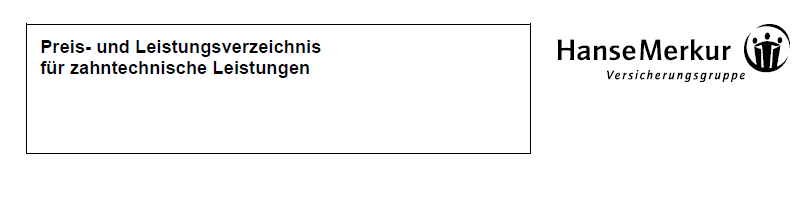 Preis- und Leistungsverzeichnis
für zahntechnische Leistungen
HanseMerkur
Versicherungsgruppe